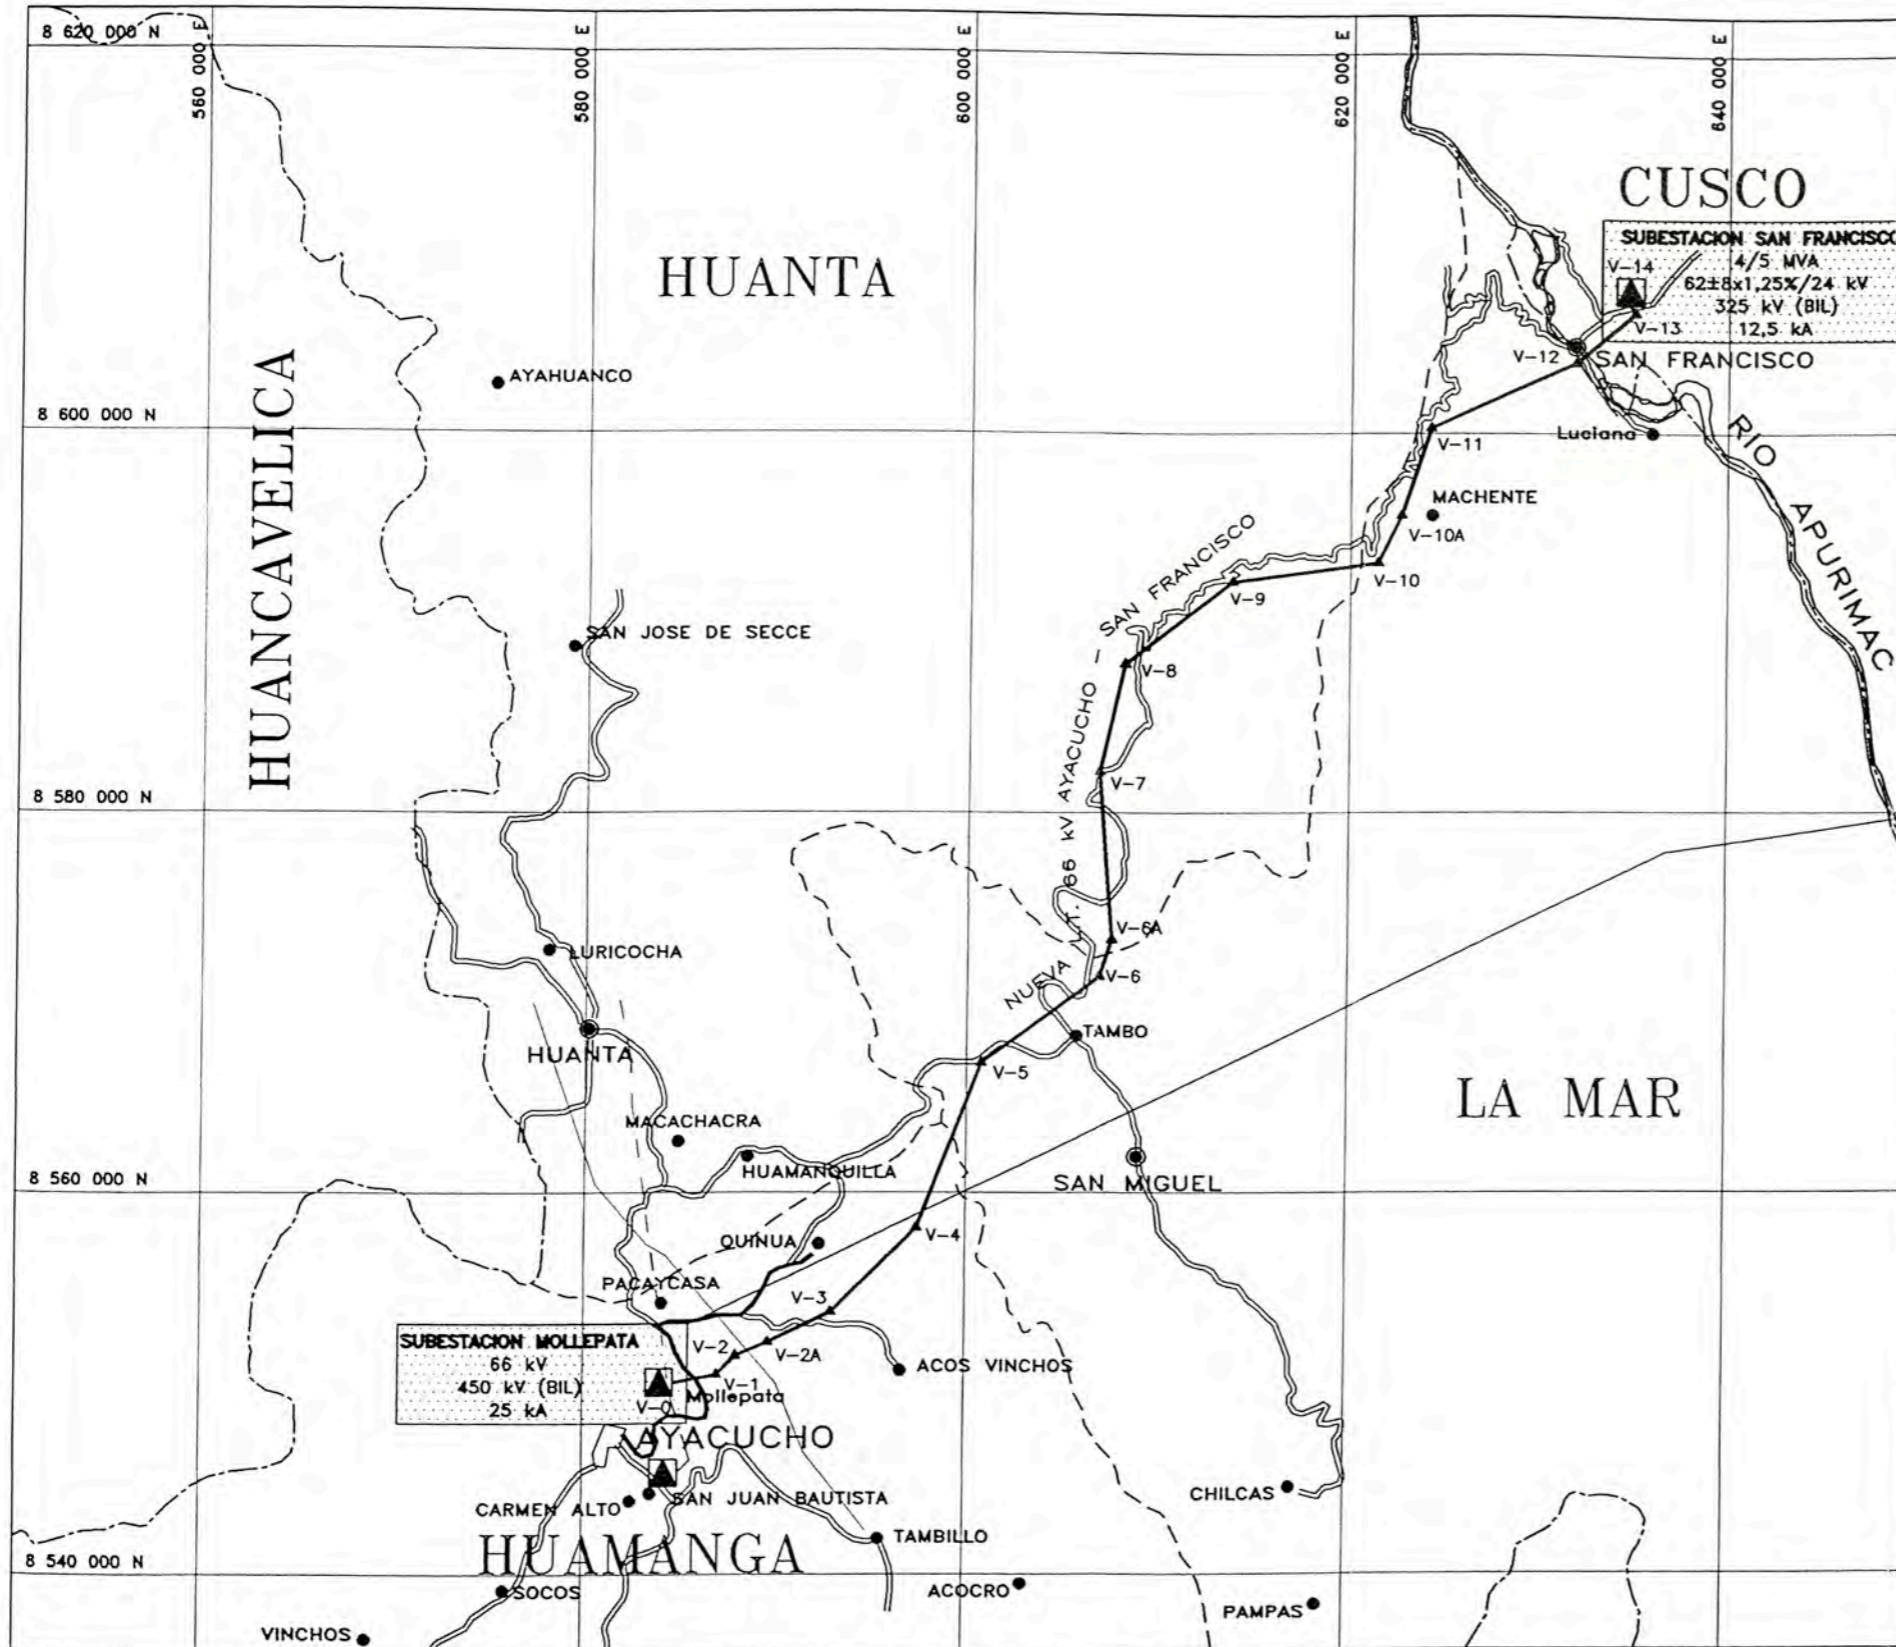 8 620 000 N
560 000 E
580 000 E
600 000 E
620 000 E
640 000 E
CUSCO
SUBESTACION SAN FRANCISCO
V-14
4/5 MVA
62±8x1,25%/24 kV
325 kV (BIL)
V-13
12,5 kA
HUANTA
V-12
SAN FRANCISCO
AYAHUANCO
HUANCAVELICA
8 600 000 N
V-11
Luciana
RIO APURIMAC
MACHENTE
V-10A
V-10
V-9
NUEVA L.T. 66 kV AYACUCHO - SAN FRANCISCO
SAN JOSE DE SECCE
V-8
V-7
8 580 000 N
V-6A
LURICOCHA
V-6
TAMBO
HUANTA
V-5
LA MAR
MACACHACRA
HUAMANQUILLA
8 560 000 N
SAN MIGUEL
V-4
QUINUA
PACAYCASA
V-3
SUBESTACION MOLLEPATA
66 kV
450 kV (BIL)
25 kA
V-2
V-2A
ACOS VINCHOS
V-1
V-0
Mollepata
AYACUCHO
CARMEN ALTO
SAN JUAN BAUTISTA
CHILCAS
TAMBILLO
HUAMANGA
8 540 000 N
SOCOS
ACOCRO
PAMPAS
VINCHOS